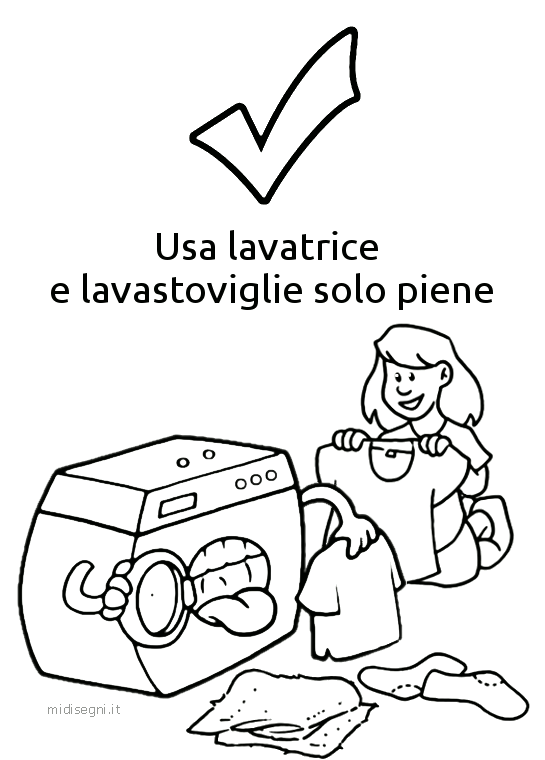 Usa lavatrice
e lavastoviglie solo piene
midisegni.it